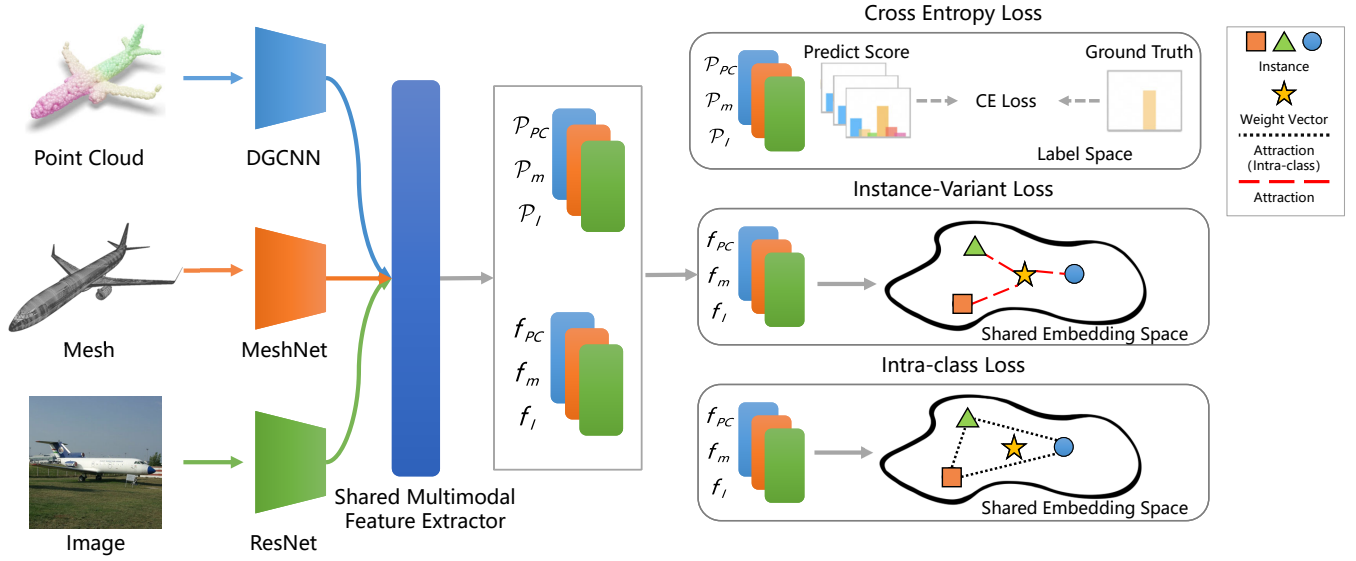 Point Cloud
DGCNN
Mesh
MeshNet
Image
ResNet
Shared Multimodal
Feature Extractor
𝒫PC
𝒫m
𝒫I
fPC
fm
fI
Cross Entropy Loss
𝒫PC
𝒫m
𝒫I
Predict Score
CE Loss
Ground Truth
Label Space
Instance-Variant Loss
fPC
fm
fI
Shared Embedding Space
Intra-class Loss
fPC
fm
fI
Shared Embedding Space
Instance
Weight Vector
Attraction
(Intra-class)
Attraction